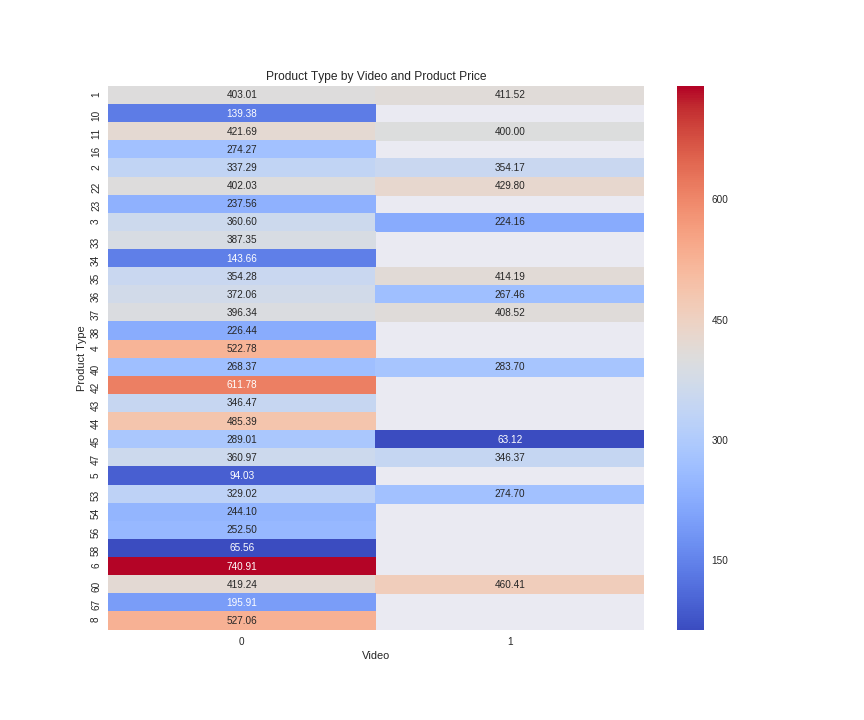 Product Type by Video and Product Price
1 403.01 411.52
10 139.38
11 421.69 400.00
16 274.27
2 337.29 354.17
22 402.03 429.80
23 237.56
3 360.60 224.16
33 387.35
34 143.66
35 354.28 414.19
36 372.06 267.46
37 396.34 408.52
38 226.44
4 522.78
40 268.37 283.70
42 611.78
43 346.47
44 485.39
45 289.01 63.12
47 360.97 346.37
5 94.03
53 329.02 274.70
54 244.10
56 252.50
58 65.56
6 740.91
60 419.24 460.41
67 195.91
8 527.06
0 1
Video
Product Type
600
450
300
150